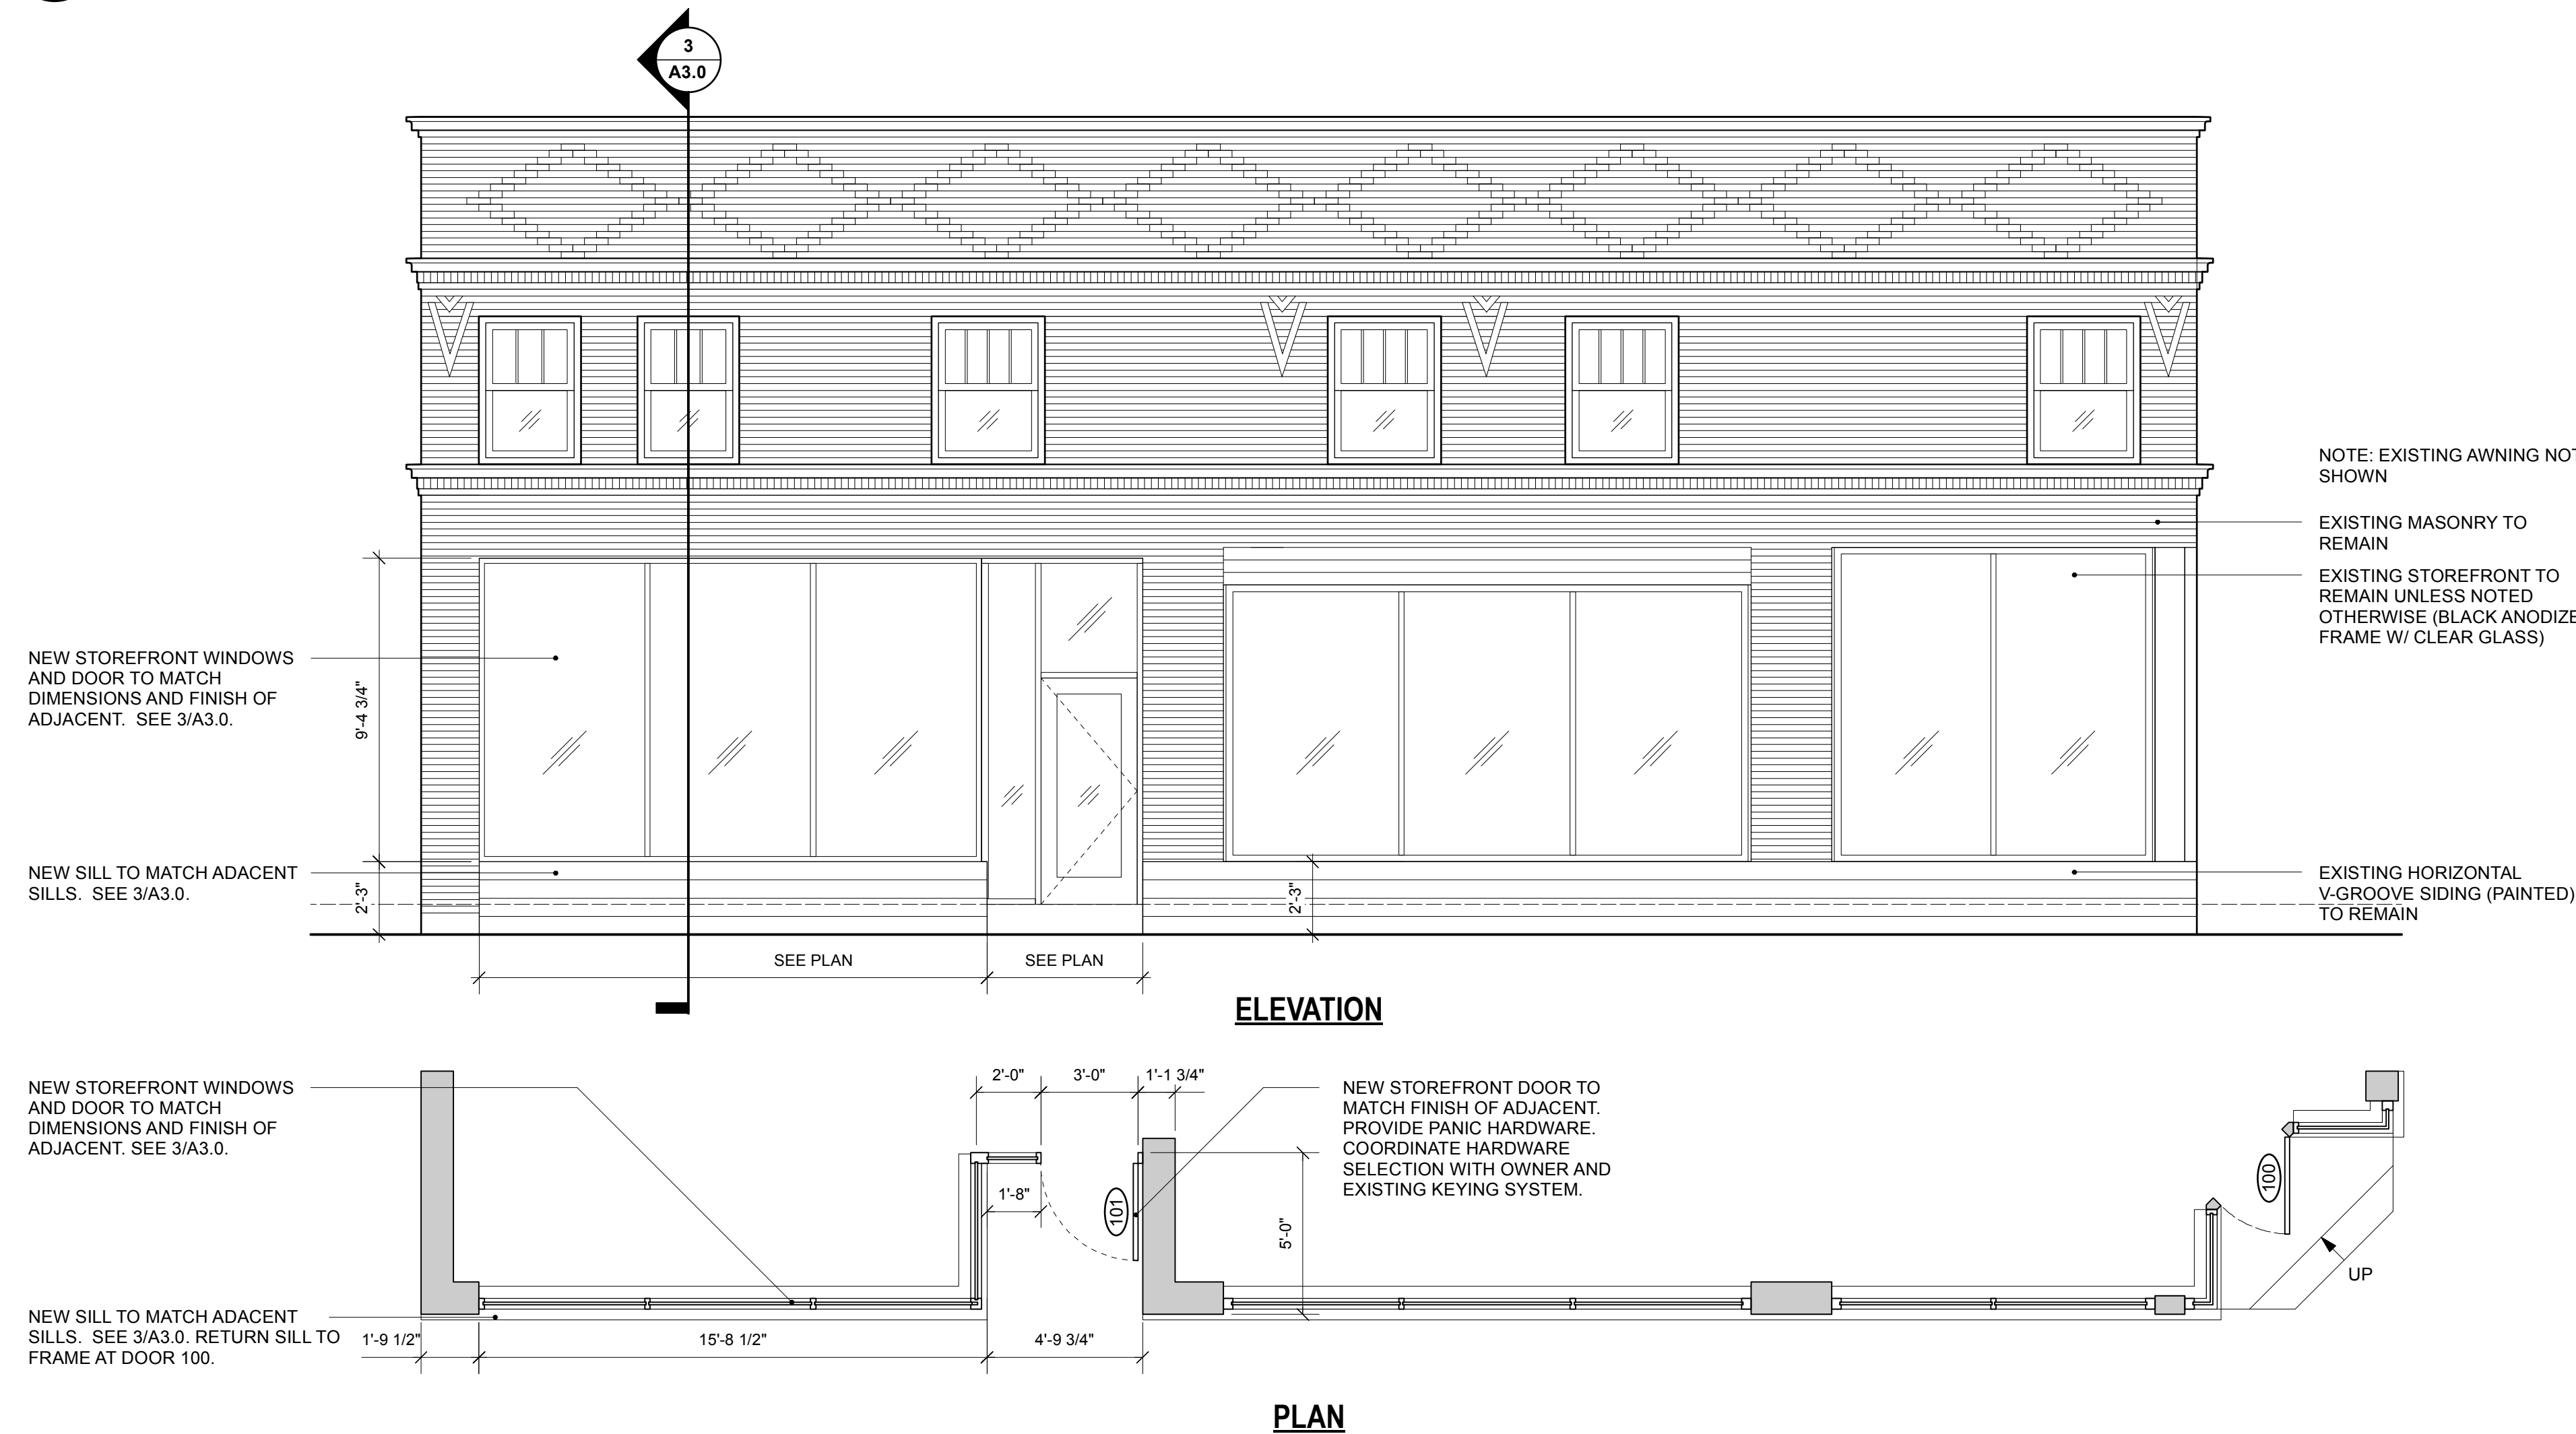 3
A3.0
NOTE: EXISTING AWNING NOT
SHOWN
EXISTING MASONRY TO
REMAIN
EXISTING STOREFRONT TO
REMAIN UNLESS NOTED
OTHERWISE (BLACK ANODIZE
FRAME W/ CLEAR GLASS)
NEW STOREFRONT WINDOWS
AND DOOR TO MATCH
DIMENSIONS AND FINISH OF
ADJACENT.  SEE 3/A3.0.
9'-4 3/4"
NEW SILL TO MATCH ADACENT
SILLS.  SEE 3/A3.0.
2'-3"
2'-3"
EXISTING HORIZONTAL
V-GROOVE SIDING (PAINTED)
TO REMAIN
SEE PLAN
SEE PLAN
ELEVATION
NEW STOREFRONT WINDOWS
AND DOOR TO MATCH
DIMENSIONS AND FINISH OF
ADJACENT. SEE 3/A3.0.
2'-0"
3'-0"
1'-1 3/4"
NEW STOREFRONT DOOR TO
MATCH FINISH OF ADJACENT.
PROVIDE PANIC HARDWARE.
COORDINATE HARDWARE
SELECTION WITH OWNER AND
EXISTING KEYING SYSTEM.
1'-8"
101
5'-0"
100
UP
NEW SILL TO MATCH ADACENT
SILLS.  SEE 3/A3.0. RETURN SILL TO
FRAME AT DOOR 100.
1'-9 1/2"
15'-8 1/2"
4'-9 3/4"
PLAN